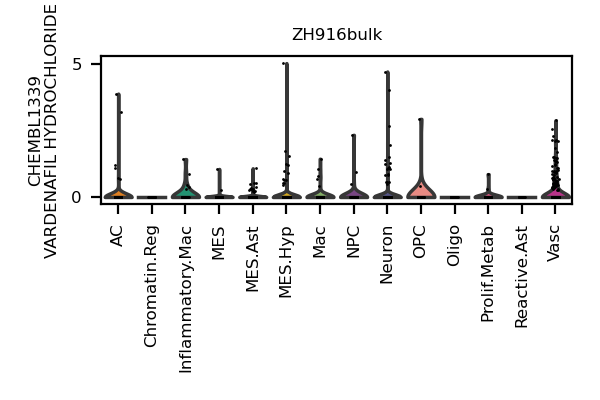 ZH916bulk
CHEMBL1339
VARDENAFIL HYDROCHLORIDE
5
0
AC
Chromatin.Reg
Inflammatory.Mac
MES
MES.Ast
MES.Hyp
Mac
NPC
Neuron
OPC
Oligo
Prolif.Metab
Reactive.Ast
Vasc